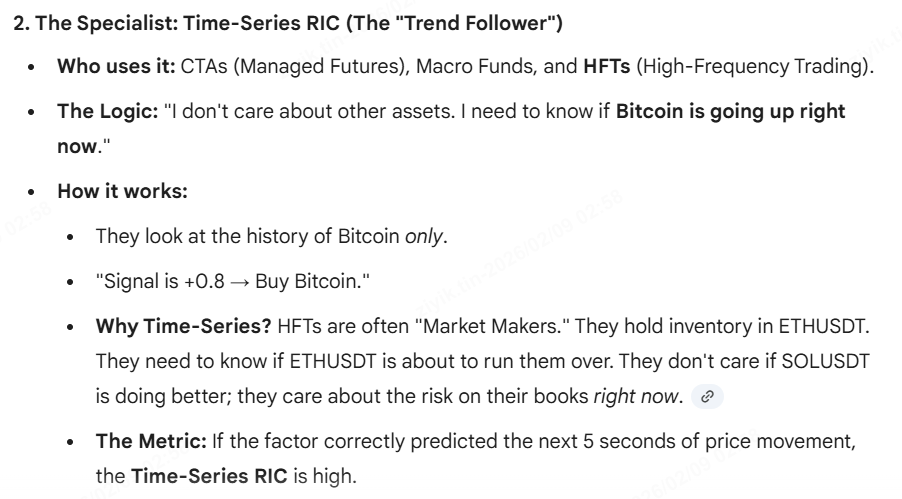 2. The Specialist: Time-Series RIC (The "Trend Follower")
• Who uses it: CTAs (Managed Futures), Macro Funds, and HFTs (High-Frequency Trading).
• The Logic: "I don't care about other assets. I need to know if Bitcoin is going up right
now."
• How it works:
• They look at the history of Bitcoin only.
• "Signal is +0.8 → Buy Bitcoin."
• Why Time-Series? HFTs are often "Market Makers." They hold inventory in ETHUSDT.
They need to know if ETHUSDT is about to run them over. They don't care if SOLUSDT
is doing better; they care about the risk on their books right now.
• The Metric: If the factor correctly predicted the next 5 seconds of price movement,
the Time-Series RIC is high.